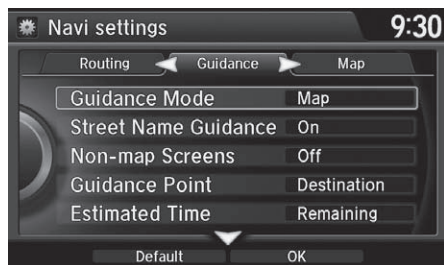 Navi settings 9:30
Routing Guidance Map
Guidance Mode Map
Street Name Guidance On
Non-map Screens Off
Guidance Point Destination
Estimated Time Remaining
Default OK